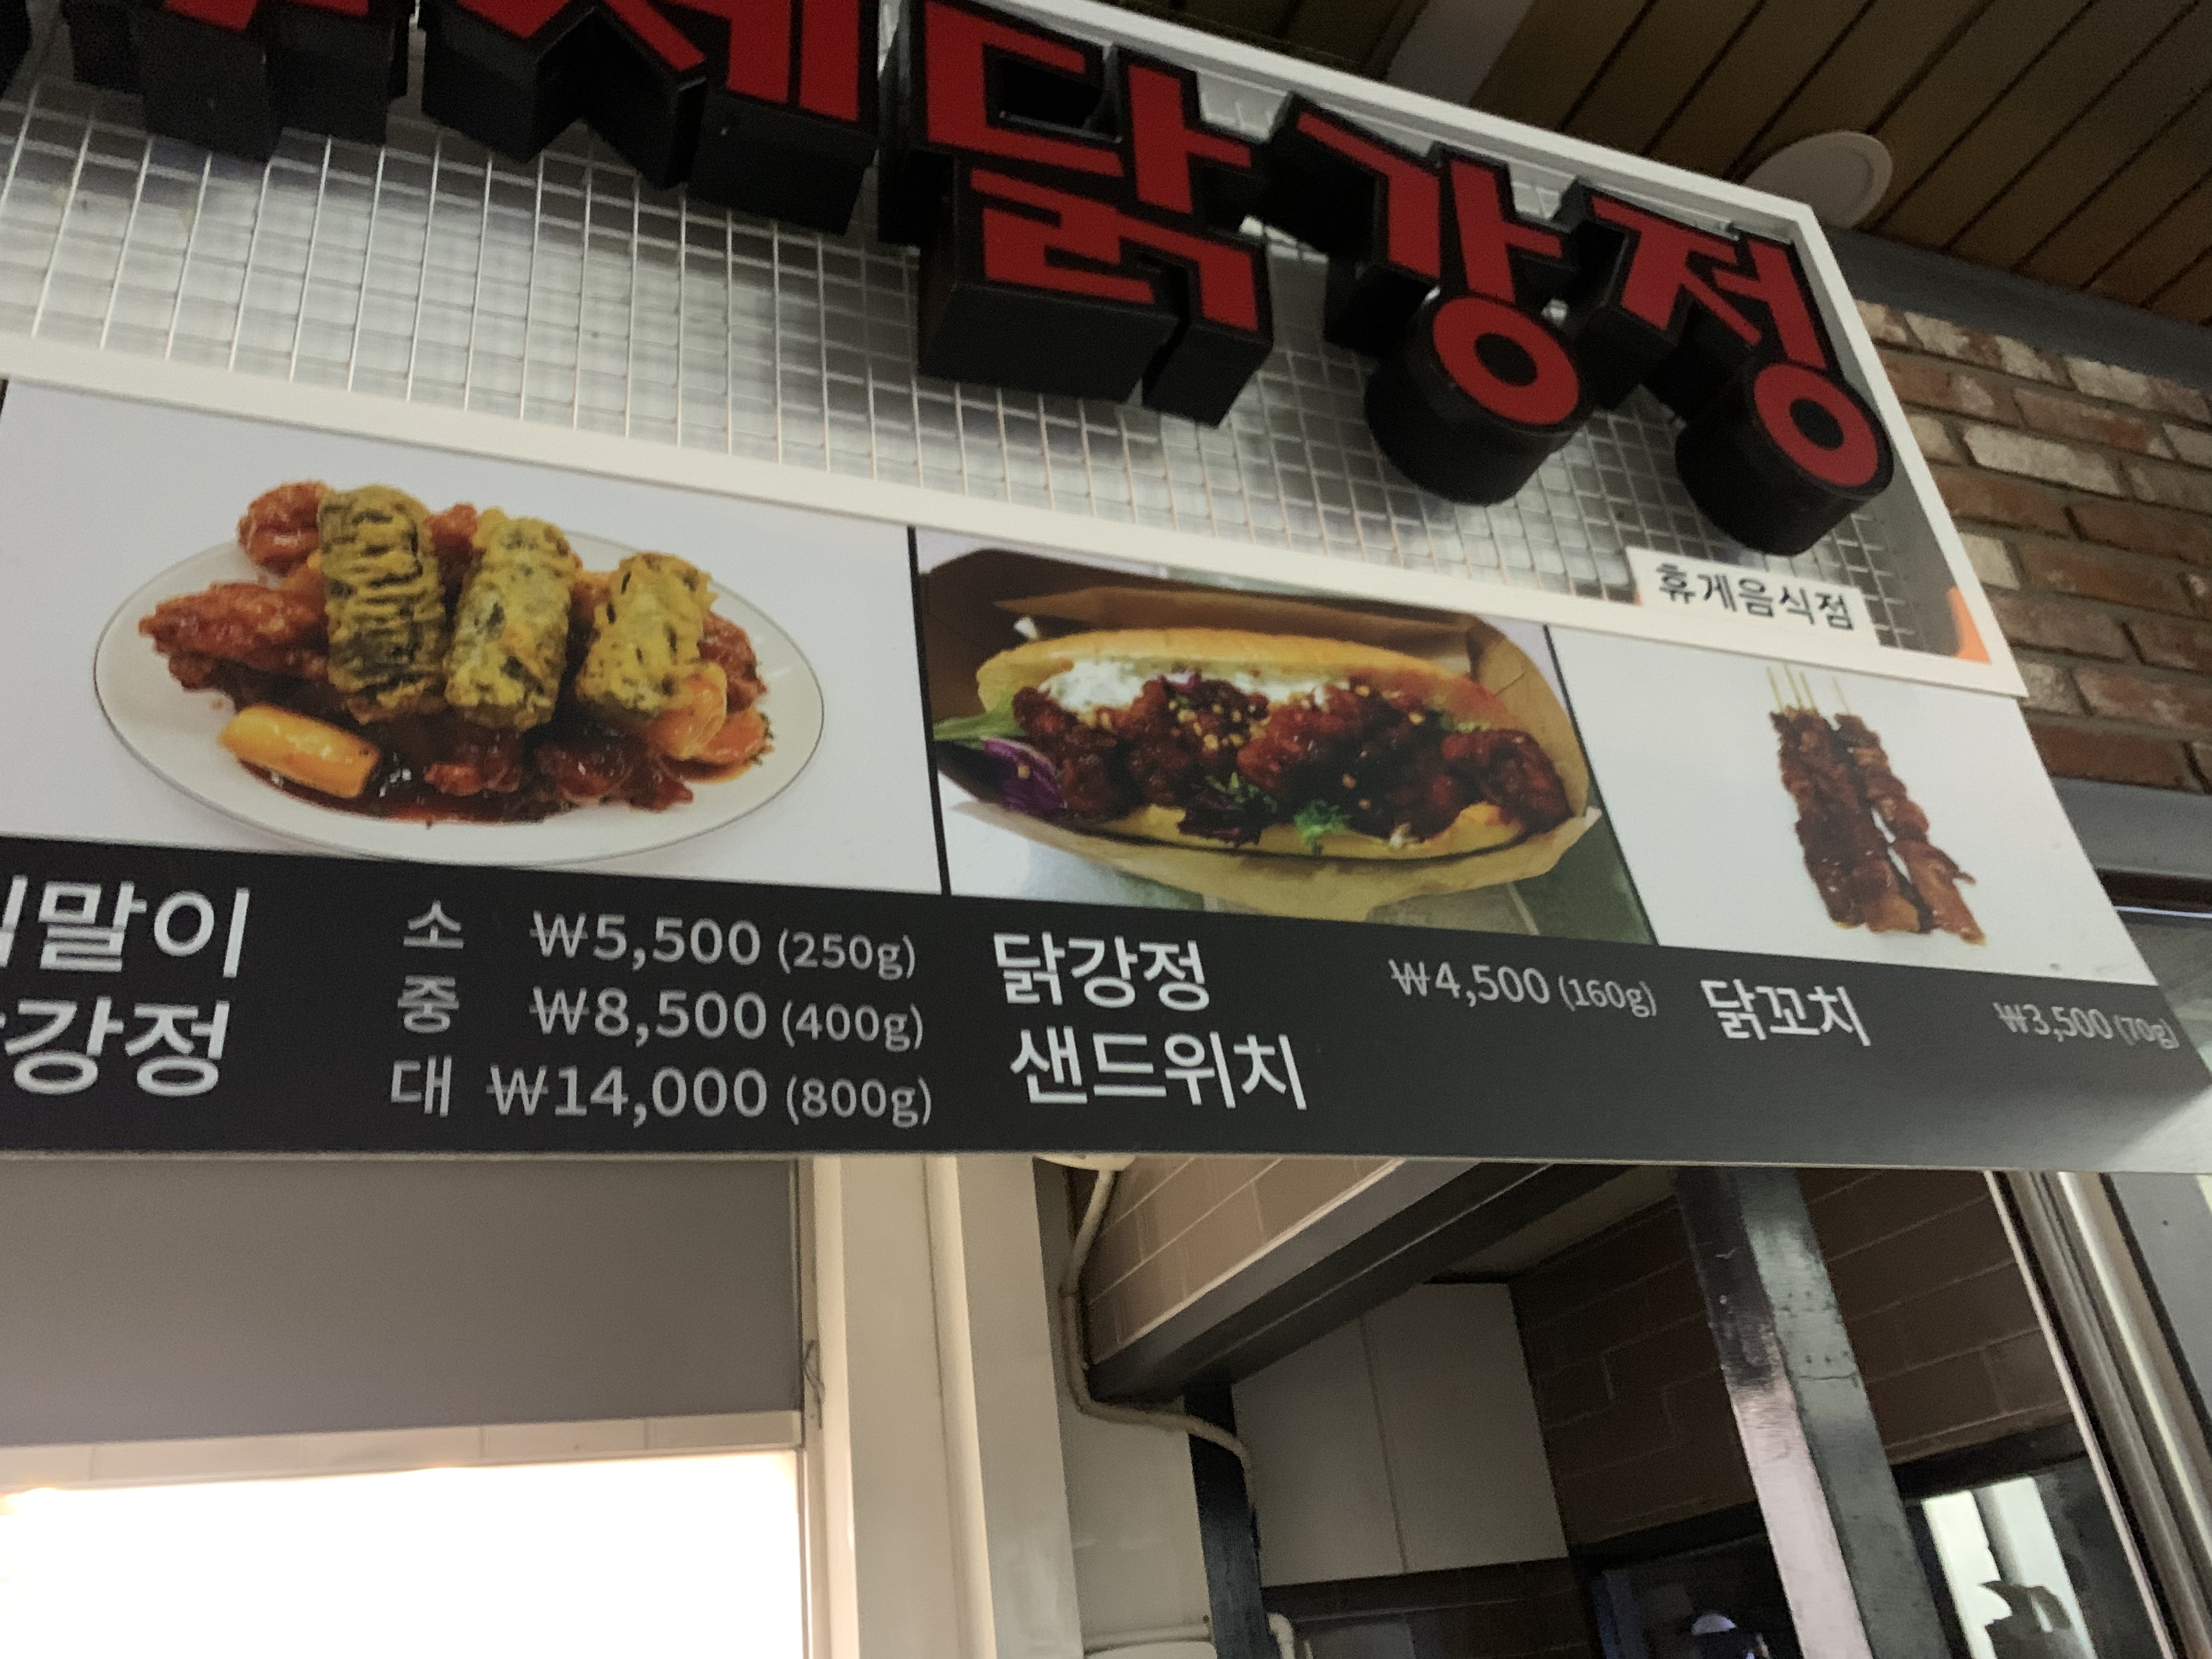 닭강정
휴게음식점
말이
강정
소 ₩5,500 (250g)
중 ₩8,500 (400g)
대 ₩14,000 (800g)
닭강정
샌드위치
₩4,500 (160g)
닭꼬치
₩3,500 (70g)